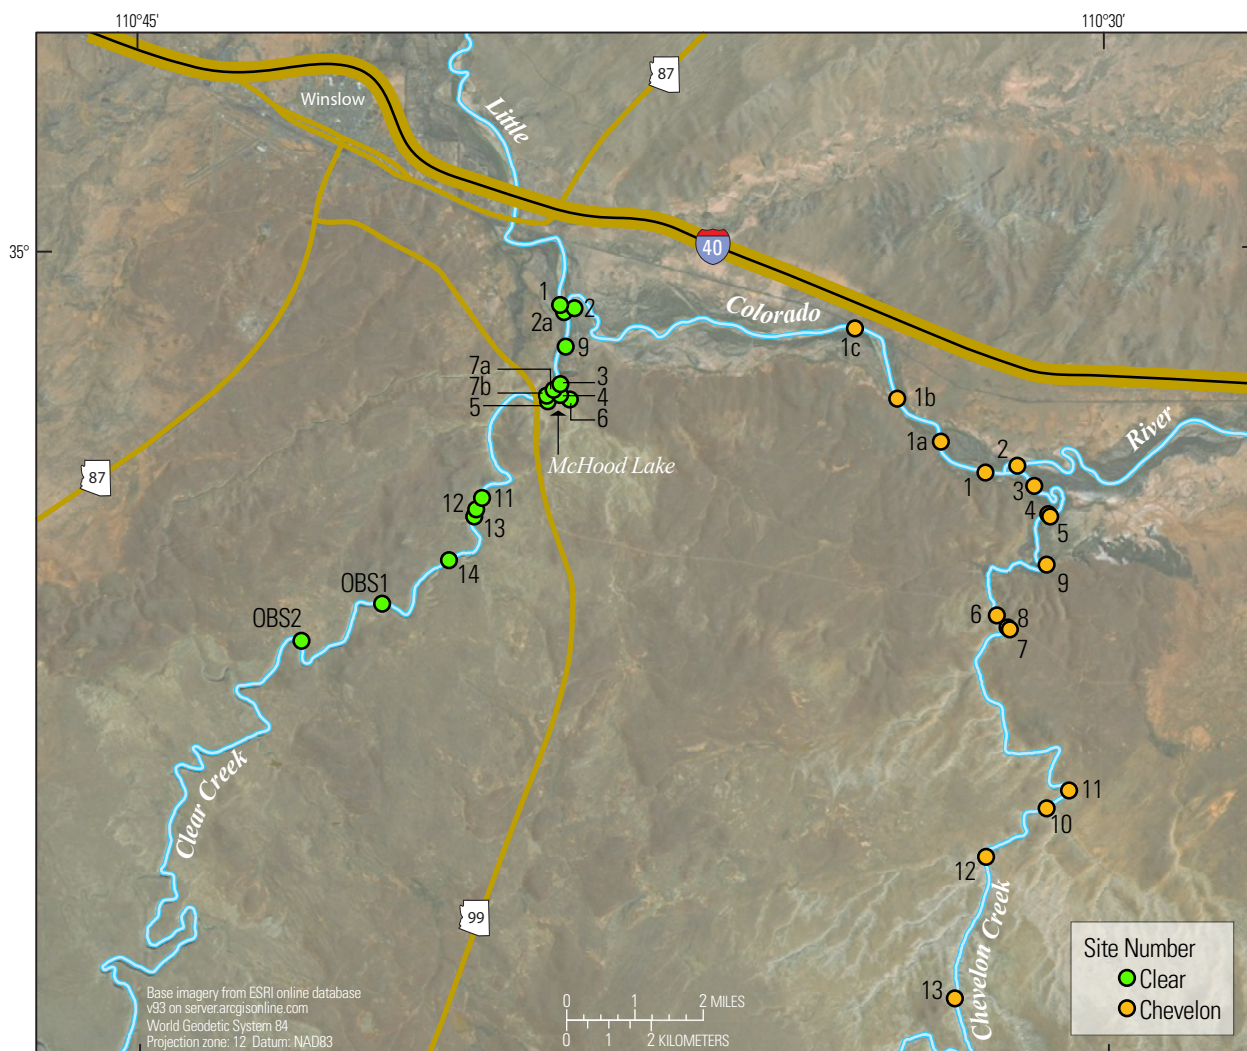 110°45'
110°30'
87
Winslow
Little
35°
40
1
2
2a
Colorado
1c
9
7a
3
7b
4
5
6
1b
McHood Lake
1a
2
River
87
1
3
12
11
4
13
5
14
9
OBS1
6
8
OBS2
7
Clear Creek
11
10
12
99
Chevelon Creek
13
Site Number
Clear
Chevelon
Base imagery from ESRI online database
v93 on server.arcgisonline.com
World Geodetic System 84
Projection zone: 12 Datum: NAD83
0 1 2 MILES
0 1 2 KILOMETERS